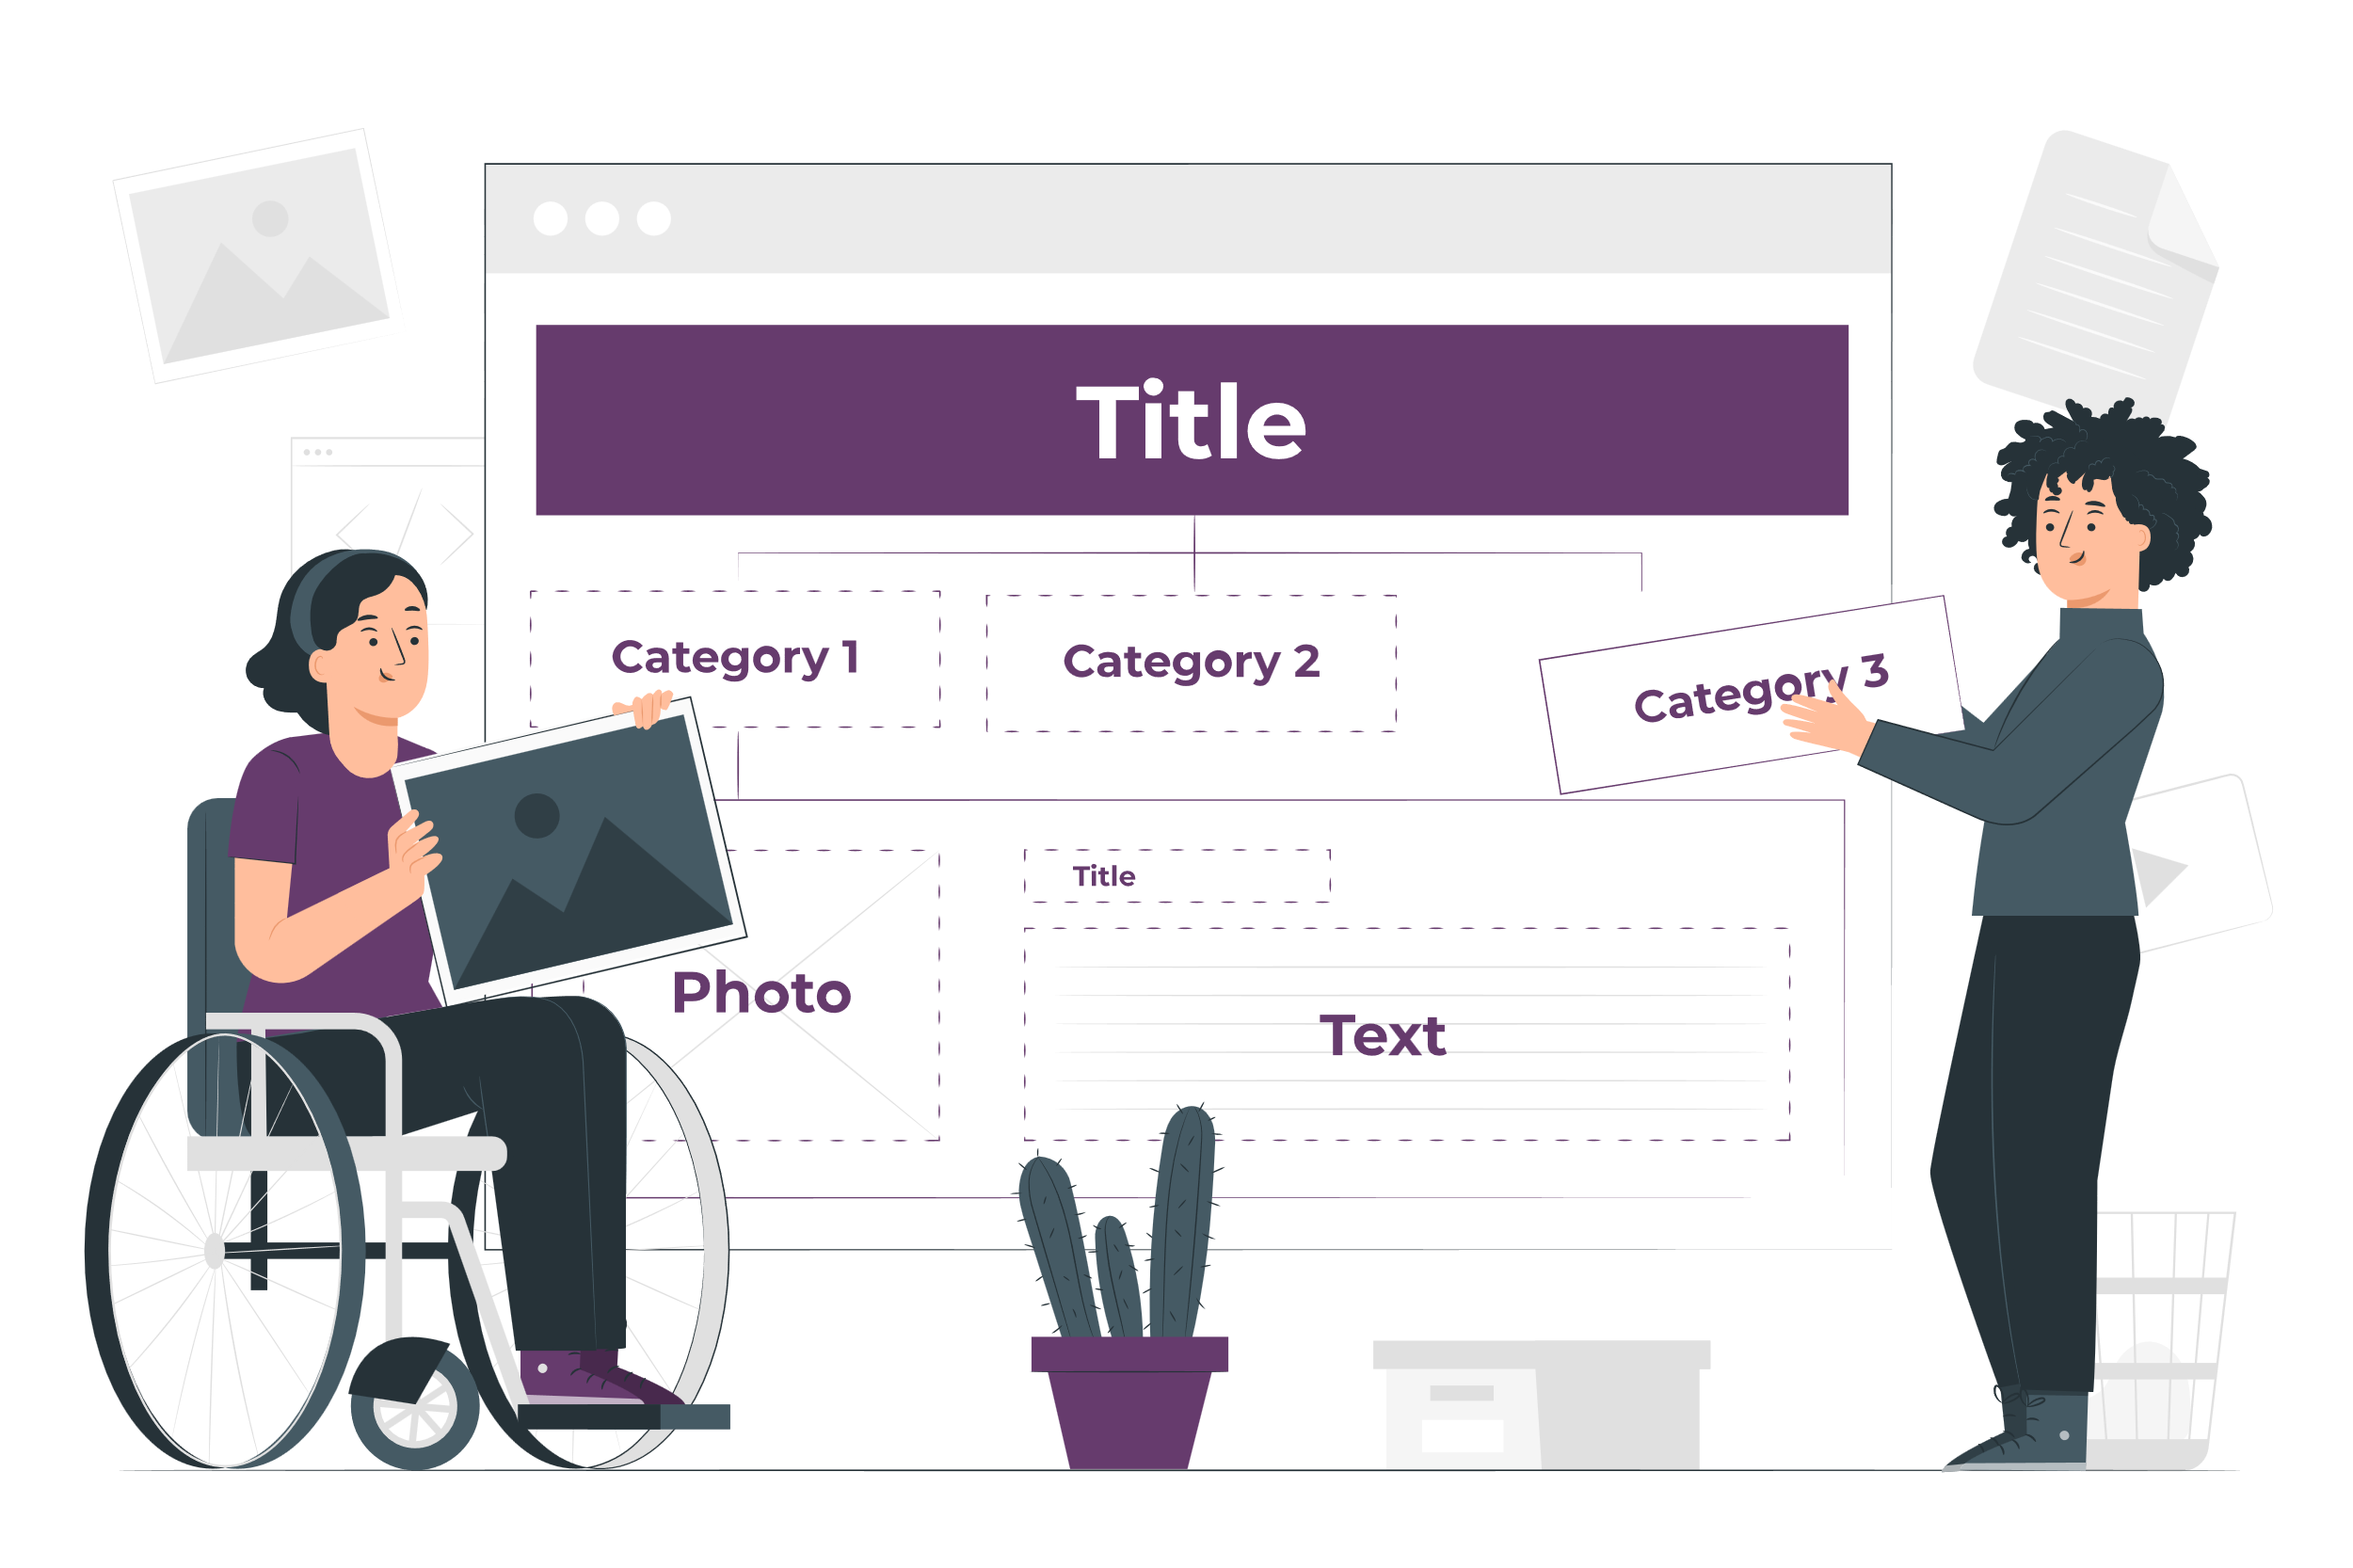 Title
Category 1
Category 2
Category 3
Title
Photo
Text